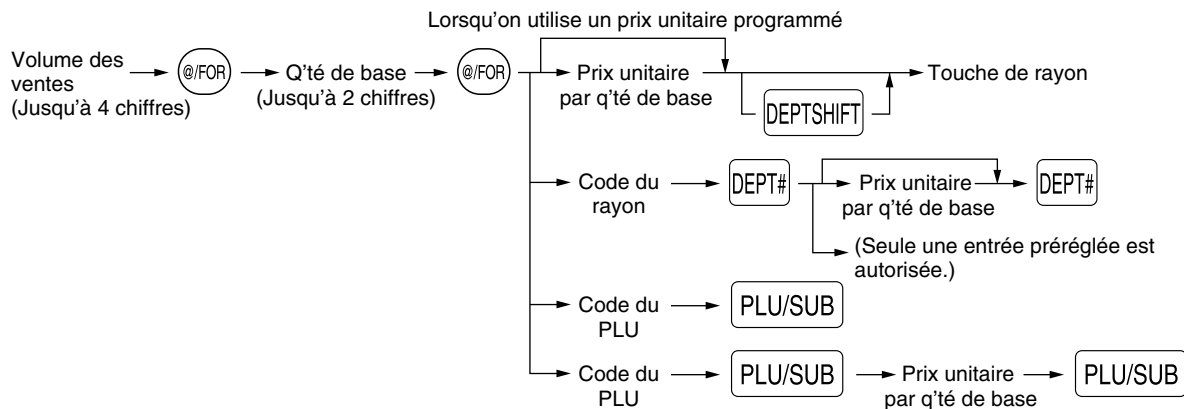 Lorsqu'on utilise un prix unitaire programmé
Volume des
ventes
(Jusqu'à 4 chiffres)
@/FOR
Q'té de base
(Jusqu'à 2 chiffres)
@/FOR
Prix unitaire
par q'té de base
DEPTSHIFT
Touche de rayon
Code du
rayon
DEPT#
Prix unitaire
par q'té de base
DEPT#
(Seule une entrée préréglée est
autorisée.)
Code du
PLU
PLU/SUB
Code du
PLU
PLU/SUB
Prix unitaire
par q'té de base
PLU/SUB